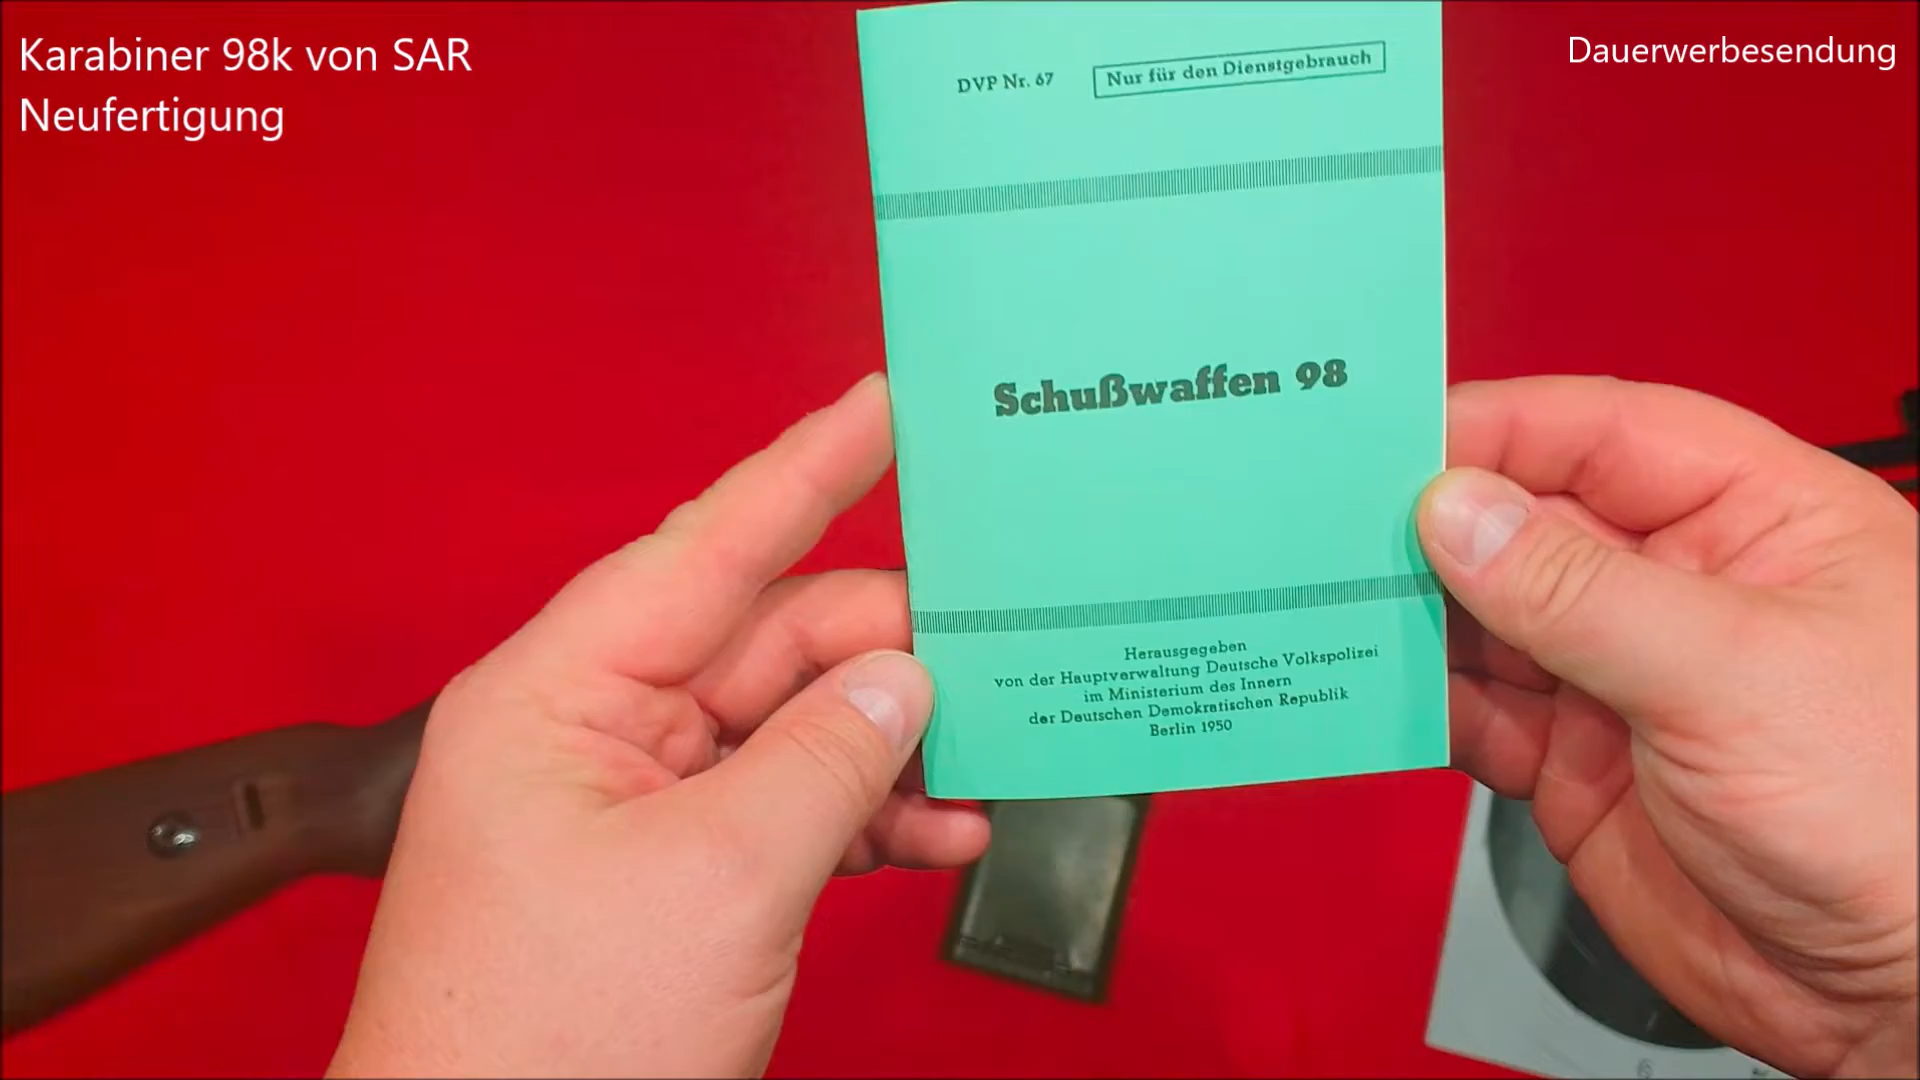 Karabiner 98k von SAR
Neufertigung
Dauerwerbesendung
DVP Nr. 67
Nur für den Dienstgebrauch
Schußwaffen 98
Herausgegeben
von der Hauptverwaltung Deutsche Volkspolizei
im Ministerium des Innern
der Deutschen Demokratischen Republik
Berlin 1950